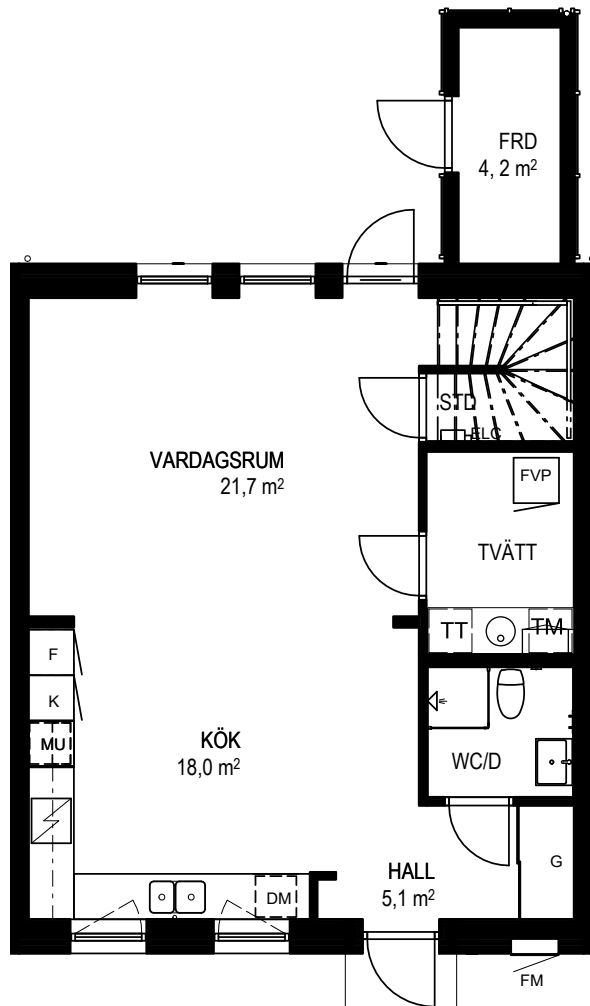 FRD
4, 2 m²
STD
ELC
VARDAGSRUM
21,7 m²
FVP
TVÄTT
TT
TM
F
K
MU
KÖK
18,0 m²
WC/D
HALL
5,1 m²
G
DM
FM